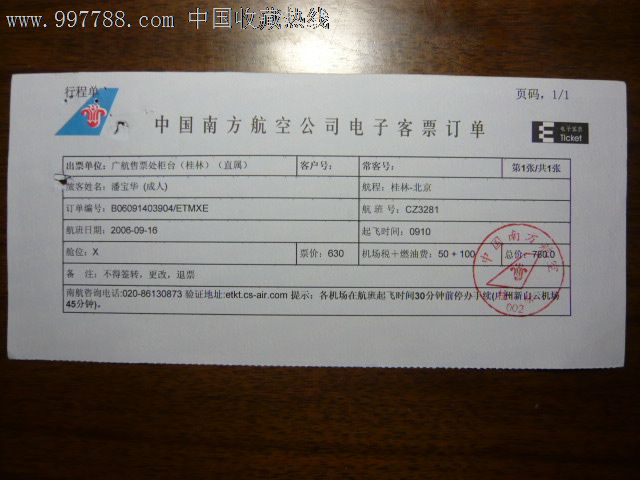 www.997788.com 中国收藏热线
行程单
页码，1/1
中国南方航空公司电子客票订单
电子客票
Ticket
出票单位：广航售票处柜台（桂林）（直属） 客户号： 常客号： 第1张/共1张
旅客姓名：潘宝华 (成人) 航程：桂林-北京
订单编号：B06091403904/ETMXE 航 班 号：CZ3281
航班日期：2006-09-16 起飞时间：0910
舱位：X 票价：630 机场税＋燃油费：50 + 100 总价：780.0
备 注：不得签转，更改，退票
南航咨询电话:020-86130873 验证地址:etkt.cs-air.com 提示：各机场在航班起飞时间30分钟前停办手续(广州新白云机场
45分钟)。
中国南方航空
002